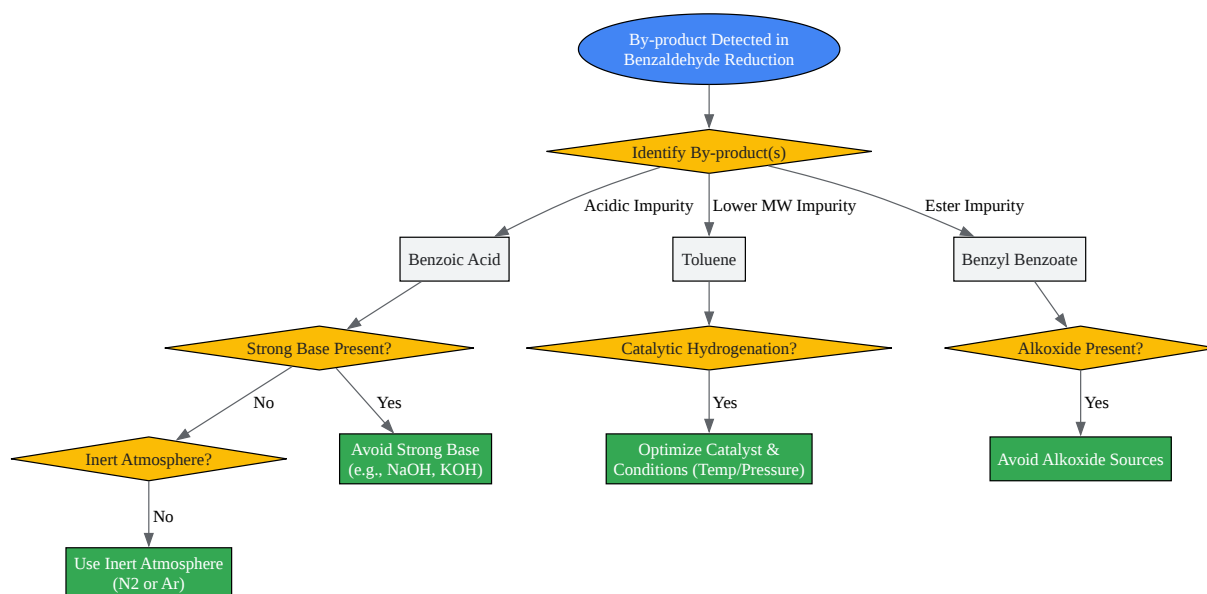 By-product Detected in
Benzaldehyde Reduction
Identify By-product(s)
Acidic Impurity
Lower MW Impurity
Ester Impurity
Benzoic Acid
Toluene
Benzyl Benzoate
Strong Base Present?
Catalytic Hydrogenation?
Alkoxide Present?
No
Yes
Yes
Yes
Inert Atmosphere?
Avoid Strong Base
(e.g., NaOH, KOH)
Optimize Catalyst &
Conditions (Temp/Pressure)
Avoid Alkoxide Sources
No
Use Inert Atmosphere
(N2 or Ar)